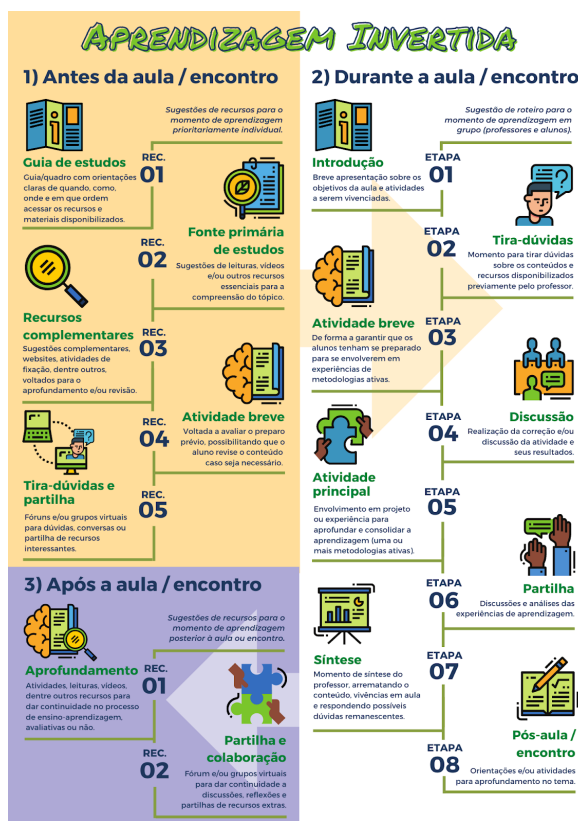 APRENDIZAGEM INVERTIDA
1) Antes da aula / encontro
Sugestões de recursos para o
momento de aprendizagem
prioritariamente individual.
REC.
01
Guia de estudos
Guia/quadro com orientações
claras de quando, como,
onde e em que ordem
acessar os recursos e
materiais disponibilizados.
REC.
02
Fonte primária
de estudos
Sugestões de leituras, vídeos
e/ou outros recursos
essenciais para a
compreensão do tópico.
REC.
03
Recursos
complementares
Sugestões complementares,
websites, atividades de
fixação, dentre outros,
voltados para o
aprofundamento e/ou revisão.
REC.
04
Atividade breve
Voltada a avaliar o preparo
prévio, possibilitando que o
aluno revise o conteúdo
caso seja necessário.
REC.
05
Tira-dúvidas e
partilha
Fóruns e/ou grupos virtuais
para dúvidas, conversas ou
partilha de recursos
interessantes.
2) Durante a aula / encontro
Sugestão de roteiro para o
momento de aprendizagem em
grupo (professores e alunos).
ETAPA
01
Introdução
Breve apresentação sobre os
objetivos da aula e atividades
a serem vivenciadas.
ETAPA
02
Tira-dúvidas
Momento para tirar dúvidas
sobre os conteúdos e
recursos disponibilizados
previamente pelo professor.
ETAPA
03
Atividade breve
De forma a garantir que os
alunos tenham se preparado
para se envolverem em
experiências de
metodologias ativas.
ETAPA
04
Discussão
Realização da correção e/ou
discussão da atividade e
seus resultados.
ETAPA
05
Atividade
principal
Envolvimento em projeto
ou experiência para
aprofundar e consolidar a
aprendizagem (uma ou
mais metodologias ativas).
ETAPA
06
Partilha
Discussões e análises das
experiências de aprendizagem.
ETAPA
07
Síntese
Momento de síntese do
professor, arrematando o
conteúdo, vivências em aula
e respondendo possíveis
dúvidas remanescentes.
ETAPA
08
Pós-aula /
encontro
Orientações e/ou atividades
para aprofundamento no tema.
3) Após a aula / encontro
Sugestões de recursos para o
momento de aprendizagem
posterior à aula ou encontro.
REC.
01
Aprofundamento
Atividades, leituras, vídeos,
dentre outros recursos para
dar continuidade no processo
de ensino-aprendizagem,
avaliativas ou não.
REC.
02
Partilha e
colaboração
Fórum e/ou grupos virtuais
para dar continuidade a
discussões, reflexões e
partilhas de recursos extras.